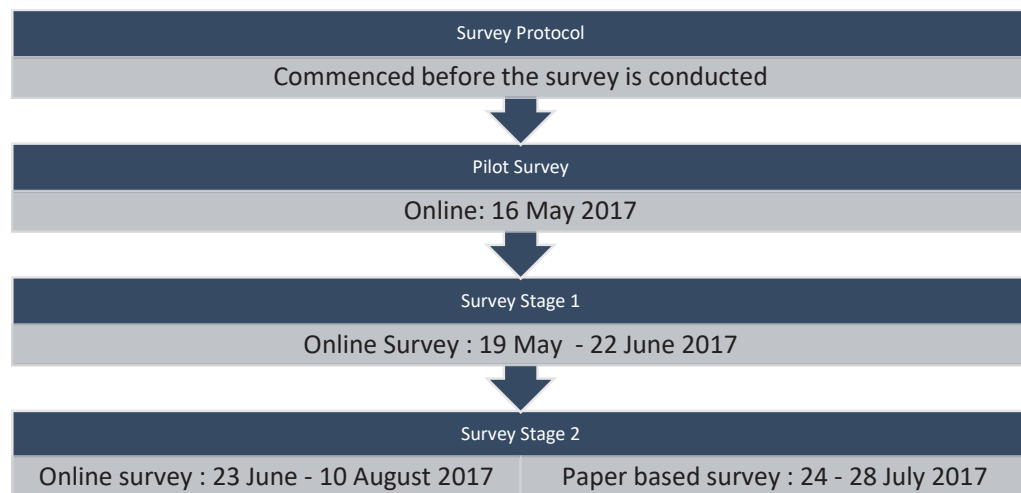 Survey Protocol
Commenced before the survey is conducted
Pilot Survey
Online: 16 May 2017
Survey Stage 1
Online Survey : 19 May - 22 June 2017
Survey Stage 2
Online survey : 23 June - 10 August 2017
Paper based survey : 24 - 28 July 2017